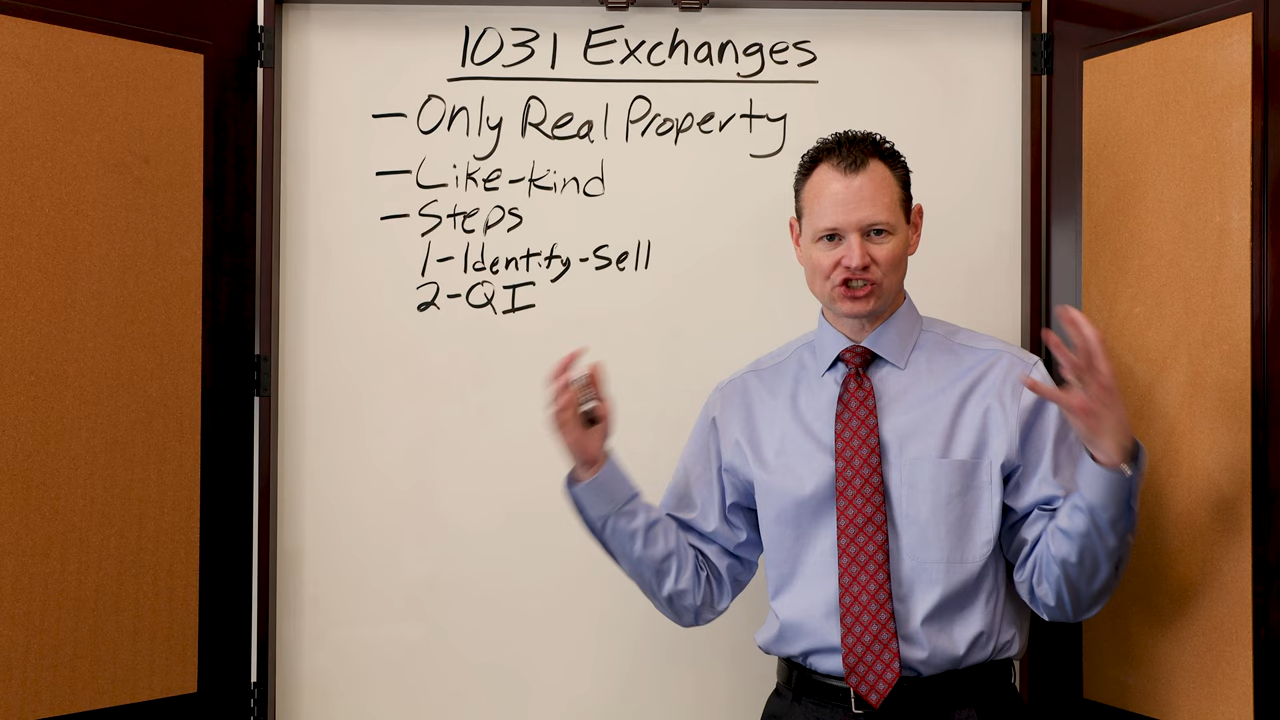 1031 Exchanges
- Only Real Property
- Like-kind
- Steps
1-Identify-Sell
2-QI